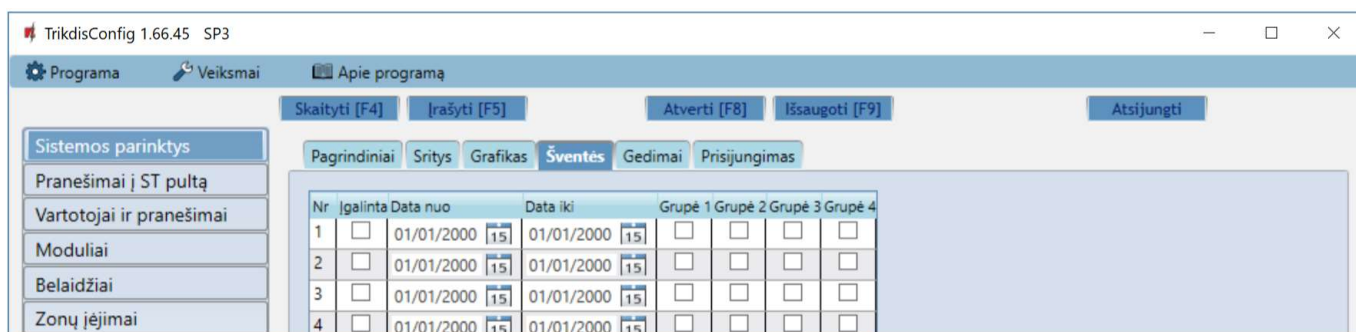 TrikdisConfig 1.66.45 SP3
Programa Veiksmai Apie programą
Skaityti [F4] Įrašyti [F5] Atverti [F8] Išsaugoti [F9] Atsijungti
Sistemos parinktys
Pranešimai į ST pultą
Vartotojai ir pranešimai
Moduliai
Belaidžiai
Zonų įėjimai
Pagrindiniai Sritys Grafikas Šventės Gedimai Prisijungimas
Nr Įgalinta Data nuo Data iki Grupė 1 Grupė 2 Grupė 3 Grupė 4
1 01/01/2000 15 01/01/2000 15
2 01/01/2000 15 01/01/2000 15
3 01/01/2000 15 01/01/2000 15
4 01/01/2000 15 01/01/2000 15